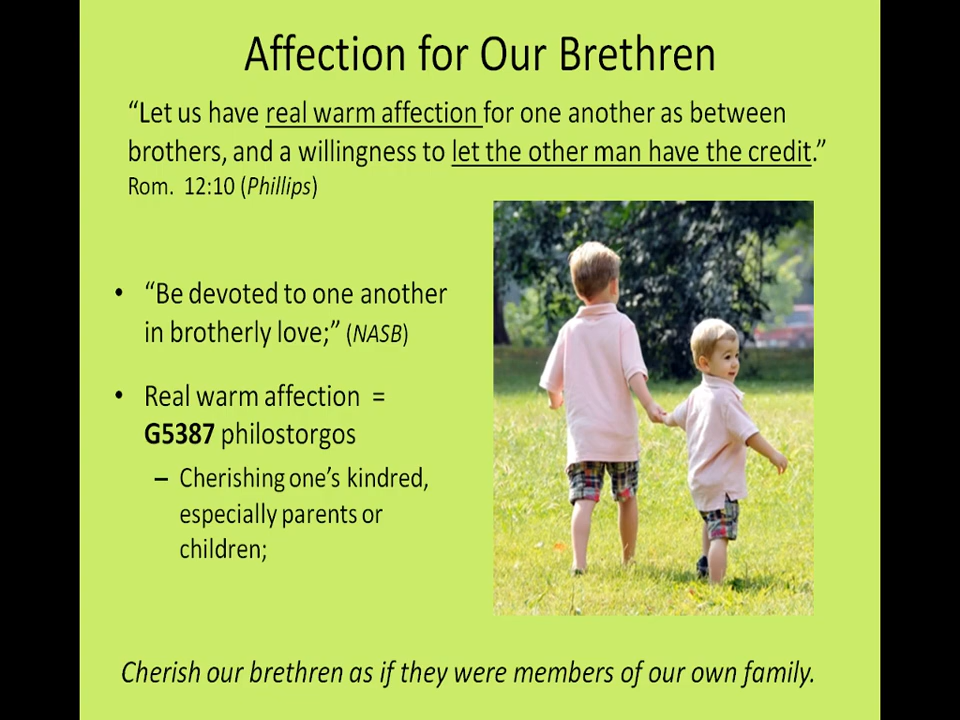 Affection for Our Brethren
“Let us have real warm affection for one another as between
brothers, and a willingness to let the other man have the credit.”
Rom. 12:10 (Phillips)
• “Be devoted to one another
in brotherly love;” (NASB)
• Real warm affection =
G5387 philostorgos
– Cherishing one’s kindred,
especially parents or
children;
Cherish our brethren as if they were members of our own family.